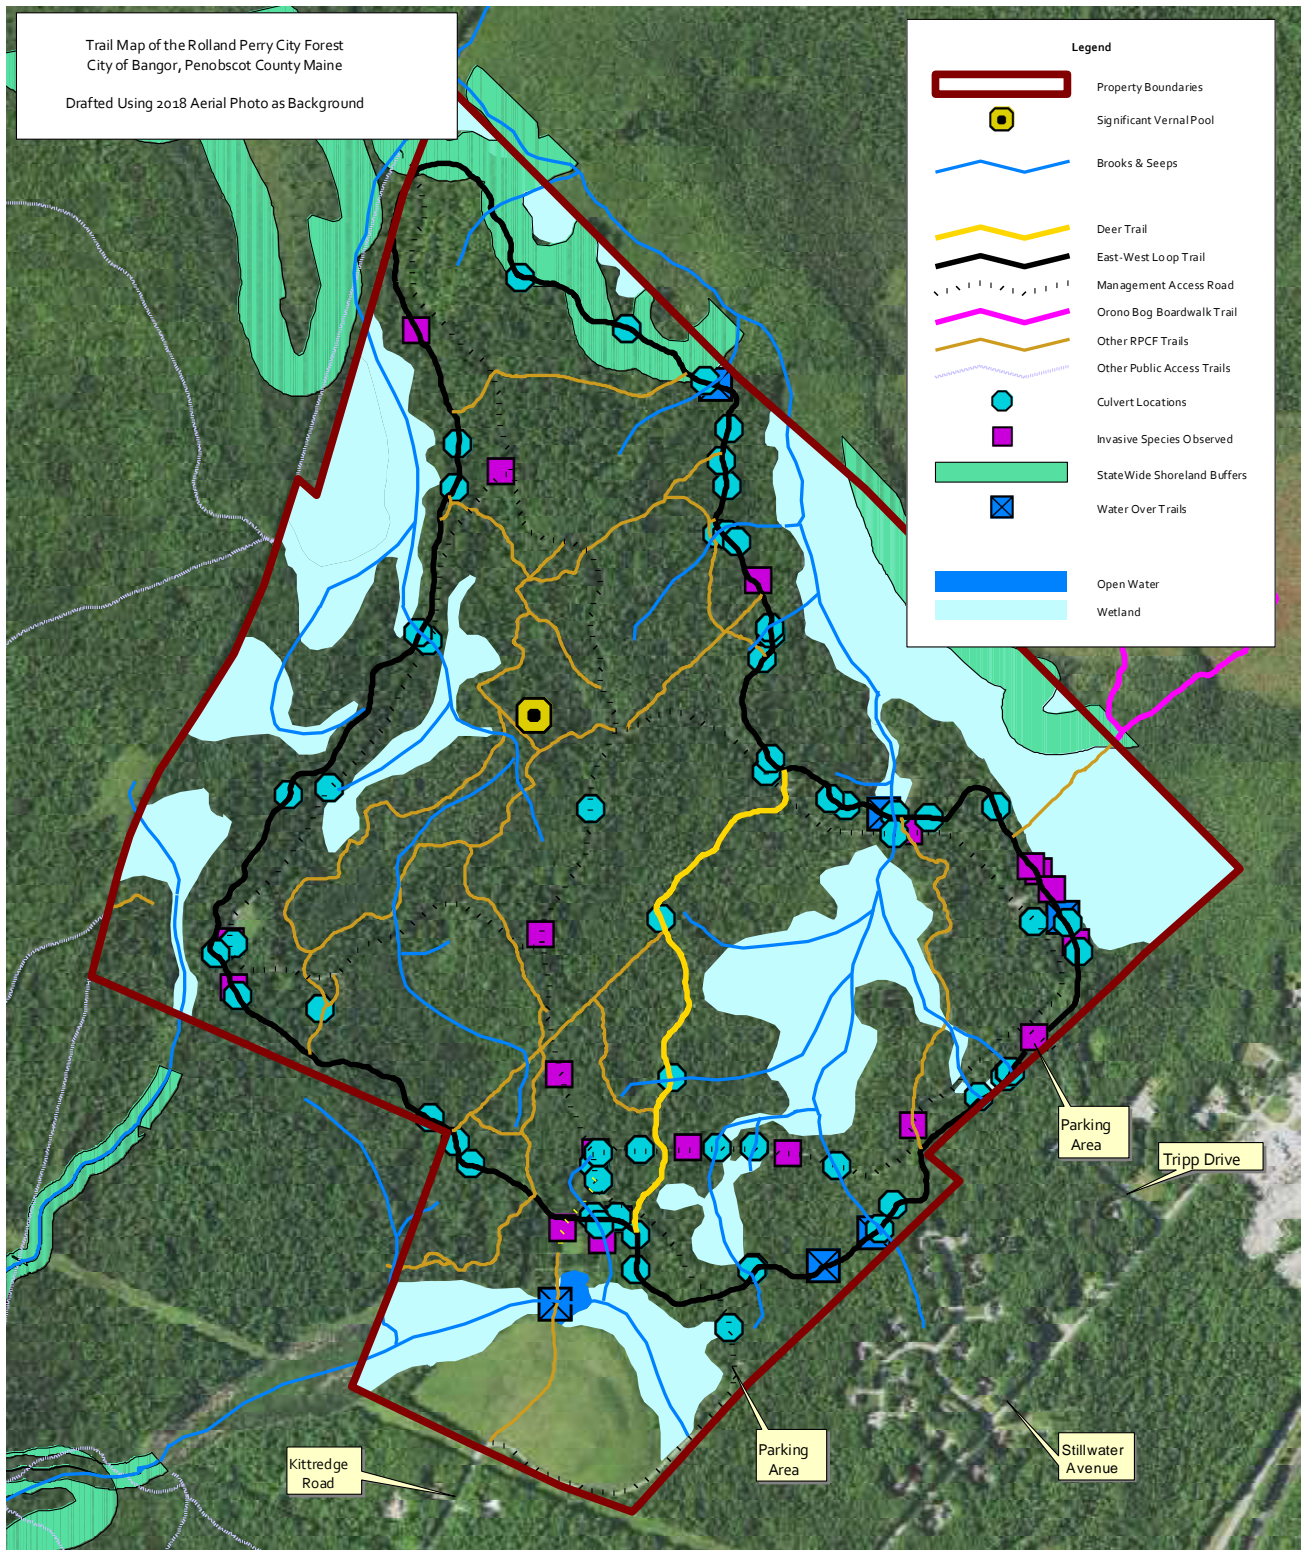 Trail Map of the Rolland Perry City Forest
City of Bangor, Penobscot County Maine
Drafted Using 2018 Aerial Photo as Background
Legend
Property Boundaries
Significant Vernal Pool
Brooks & Seeps
Deer Trail
East-West Loop Trail
Management Access Road
Orono Bog Boardwalk Trail
Other RPCF Trails
Other Public Access Trails
Culvert Locations
Invasive Species Observed
StateWide Shoreland Buffers
Water Over Trails
Open Water
Wetland
Parking
Area
Tripp Drive
Stillwater
Avenue
Parking
Area
Kittredge
Road